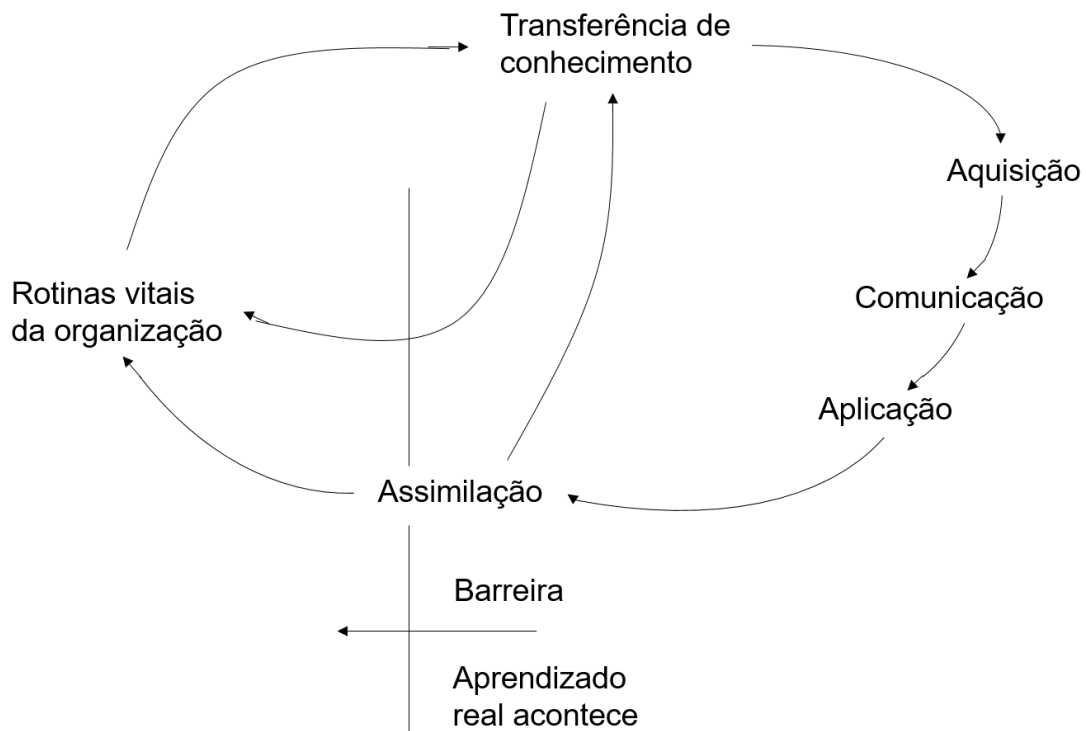 Transferência de
conhecimento
Aquisição
Rotinas vitais
da organização
Comunicação
Aplicação
Assimilação
Barreira
Aprendizado
real acontece